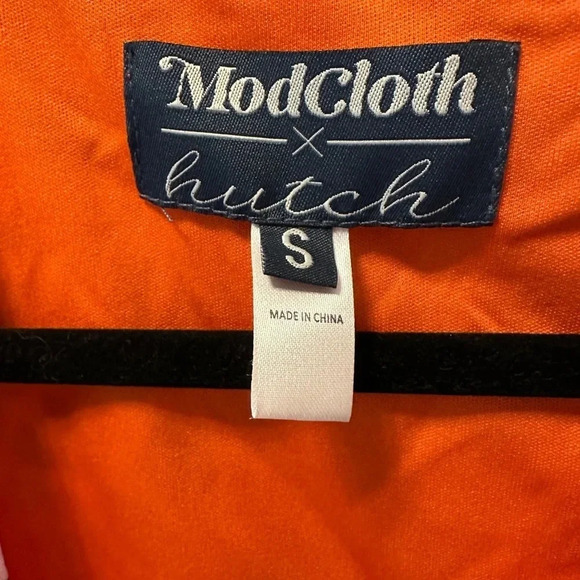 ModCloth
×
hutch
S
MADE IN CHINA